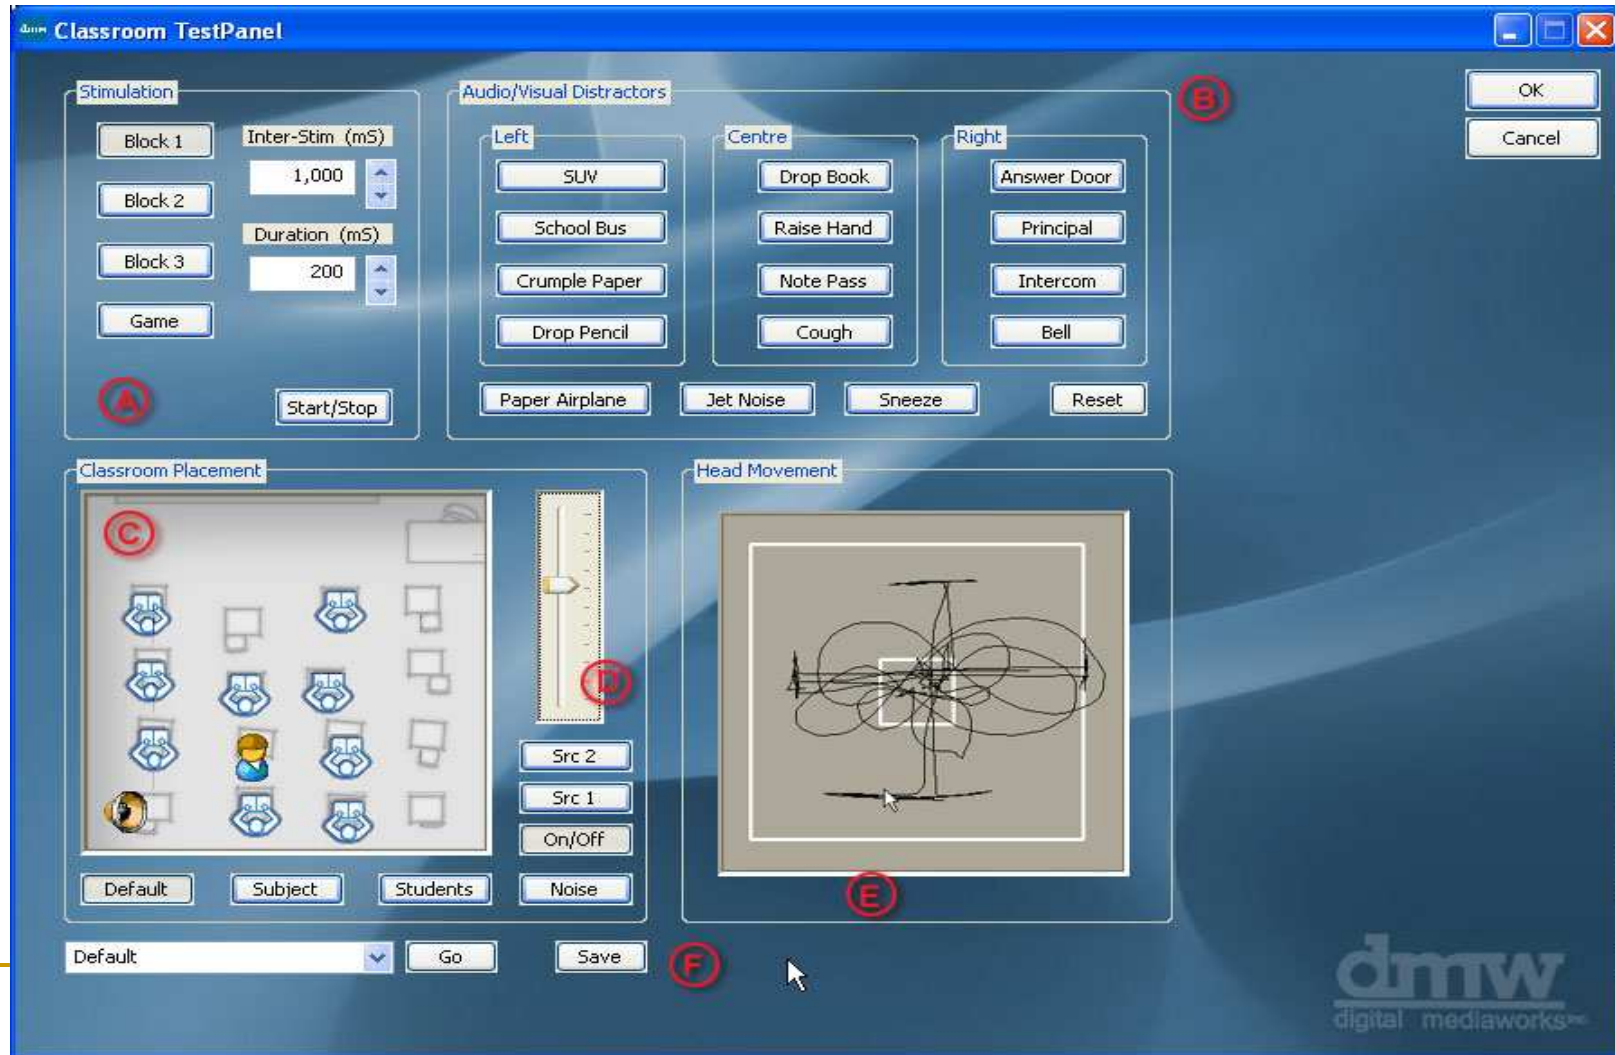 dmw Classroom TestPanel
Stimulation
Block 1
Inter-Stim (mS)
1,000
Block 2
Duration (mS)
200
Block 3
Game
A
Start/Stop
Audio/Visual Distractors
B
Left
SUV
School Bus
Crumple Paper
Drop Pencil
Centre
Drop Book
Raise Hand
Note Pass
Cough
Right
Answer Door
Principal
Intercom
Bell
Paper Airplane
Jet Noise
Sneeze
Reset
OK
Cancel
Classroom Placement
C
D
Src 2
Src 1
On/Off
Default
Subject
Students
Noise
Head Movement
E
Default
Go
Save
F
dmw
digital mediaworks inc.